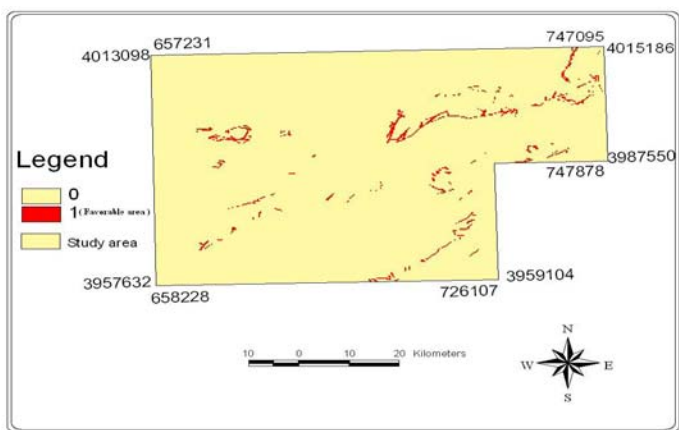 657231
747095
4013098
4015186
Legend
0
1 (Favorable area)
Study area
3987550
747878
3957632
3959104
658228
726107
10 0 10 20 Kilometers
N
W E
S